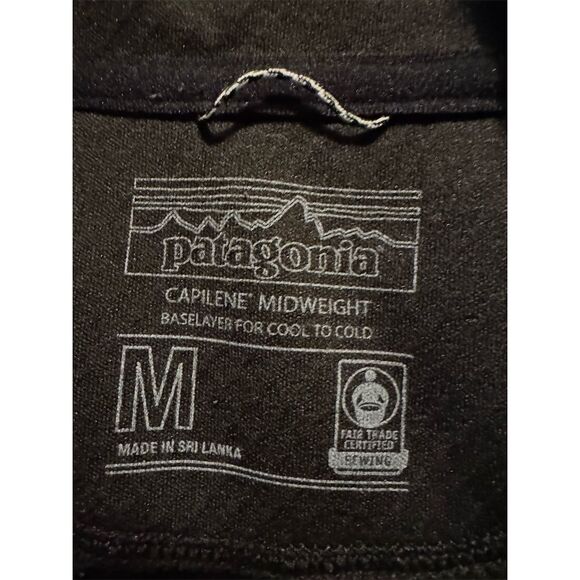 patagonia
CAPILENE® MIDWEIGHT
BASELAYER FOR COOL TO COLD
M
MADE IN SRI LANKA
FAIR TRADE
CERTIFIED
SEWING